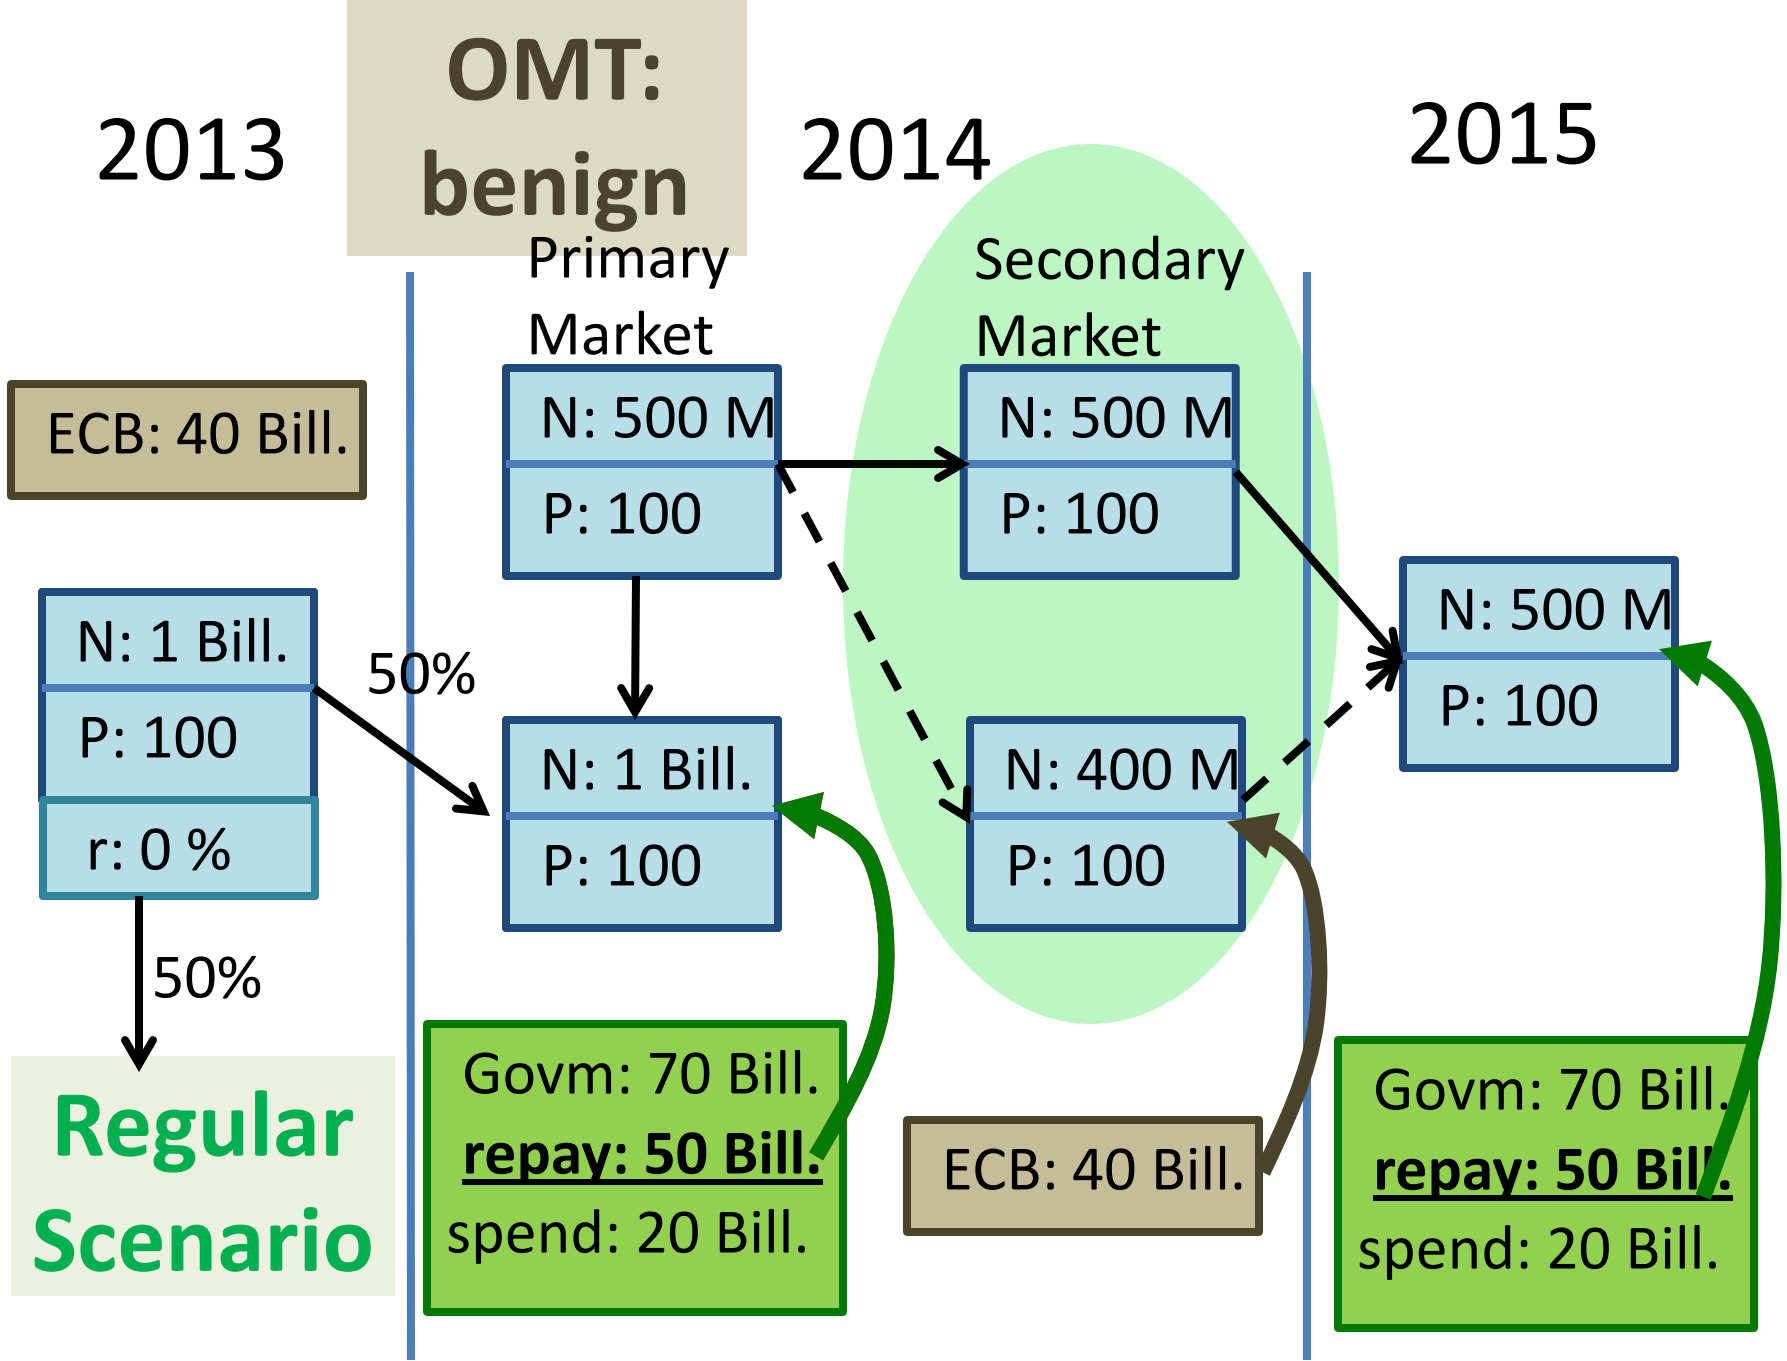 OMT:
benign
2013
2014
2015
Primary
Market
Secondary
Market
ECB: 40 Bill.
N: 500 M
P: 100
N: 500 M
P: 100
N: 1 Bill.
P: 100
r: 0 %
50%
50%
N: 1 Bill.
P: 100
N: 400 M
P: 100
N: 500 M
P: 100
Regular
Scenario
Govm: 70 Bill.
repay: 50 Bill.
spend: 20 Bill.
ECB: 40 Bill.
Govm: 70 Bill.
repay: 50 Bill.
spend: 20 Bill.